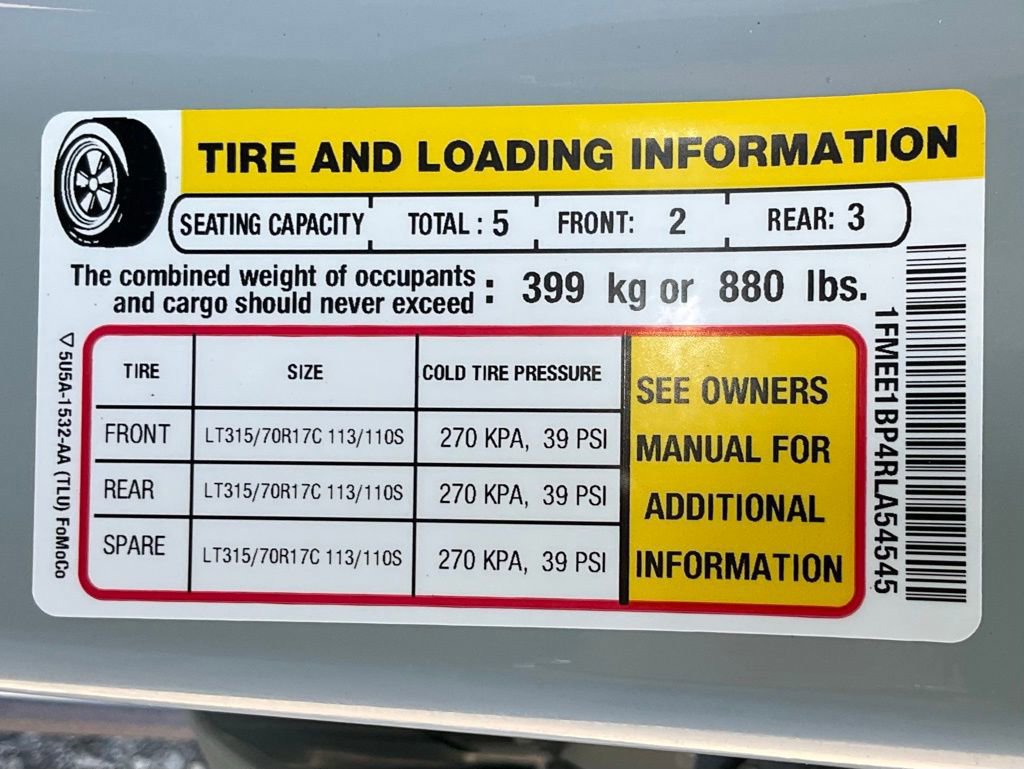 TIRE AND LOADING INFORMATION
SEATING CAPACITY TOTAL : 5 FRONT: 2 REAR: 3
The combined weight of occupants
and cargo should never exceed : 399 kg or 880 lbs.
TIRE SIZE COLD TIRE PRESSURE
FRONT LT315/70R17C 113/110S 270 KPA, 39 PSI
REAR LT315/70R17C 113/110S 270 KPA, 39 PSI
SPARE LT315/70R17C 113/110S 270 KPA, 39 PSI
SEE OWNERS
MANUAL FOR
ADDITIONAL
INFORMATION
1FMEE1BP4RLA54545
▽ 5U5A-1532-AA (TLU) FoMoCo